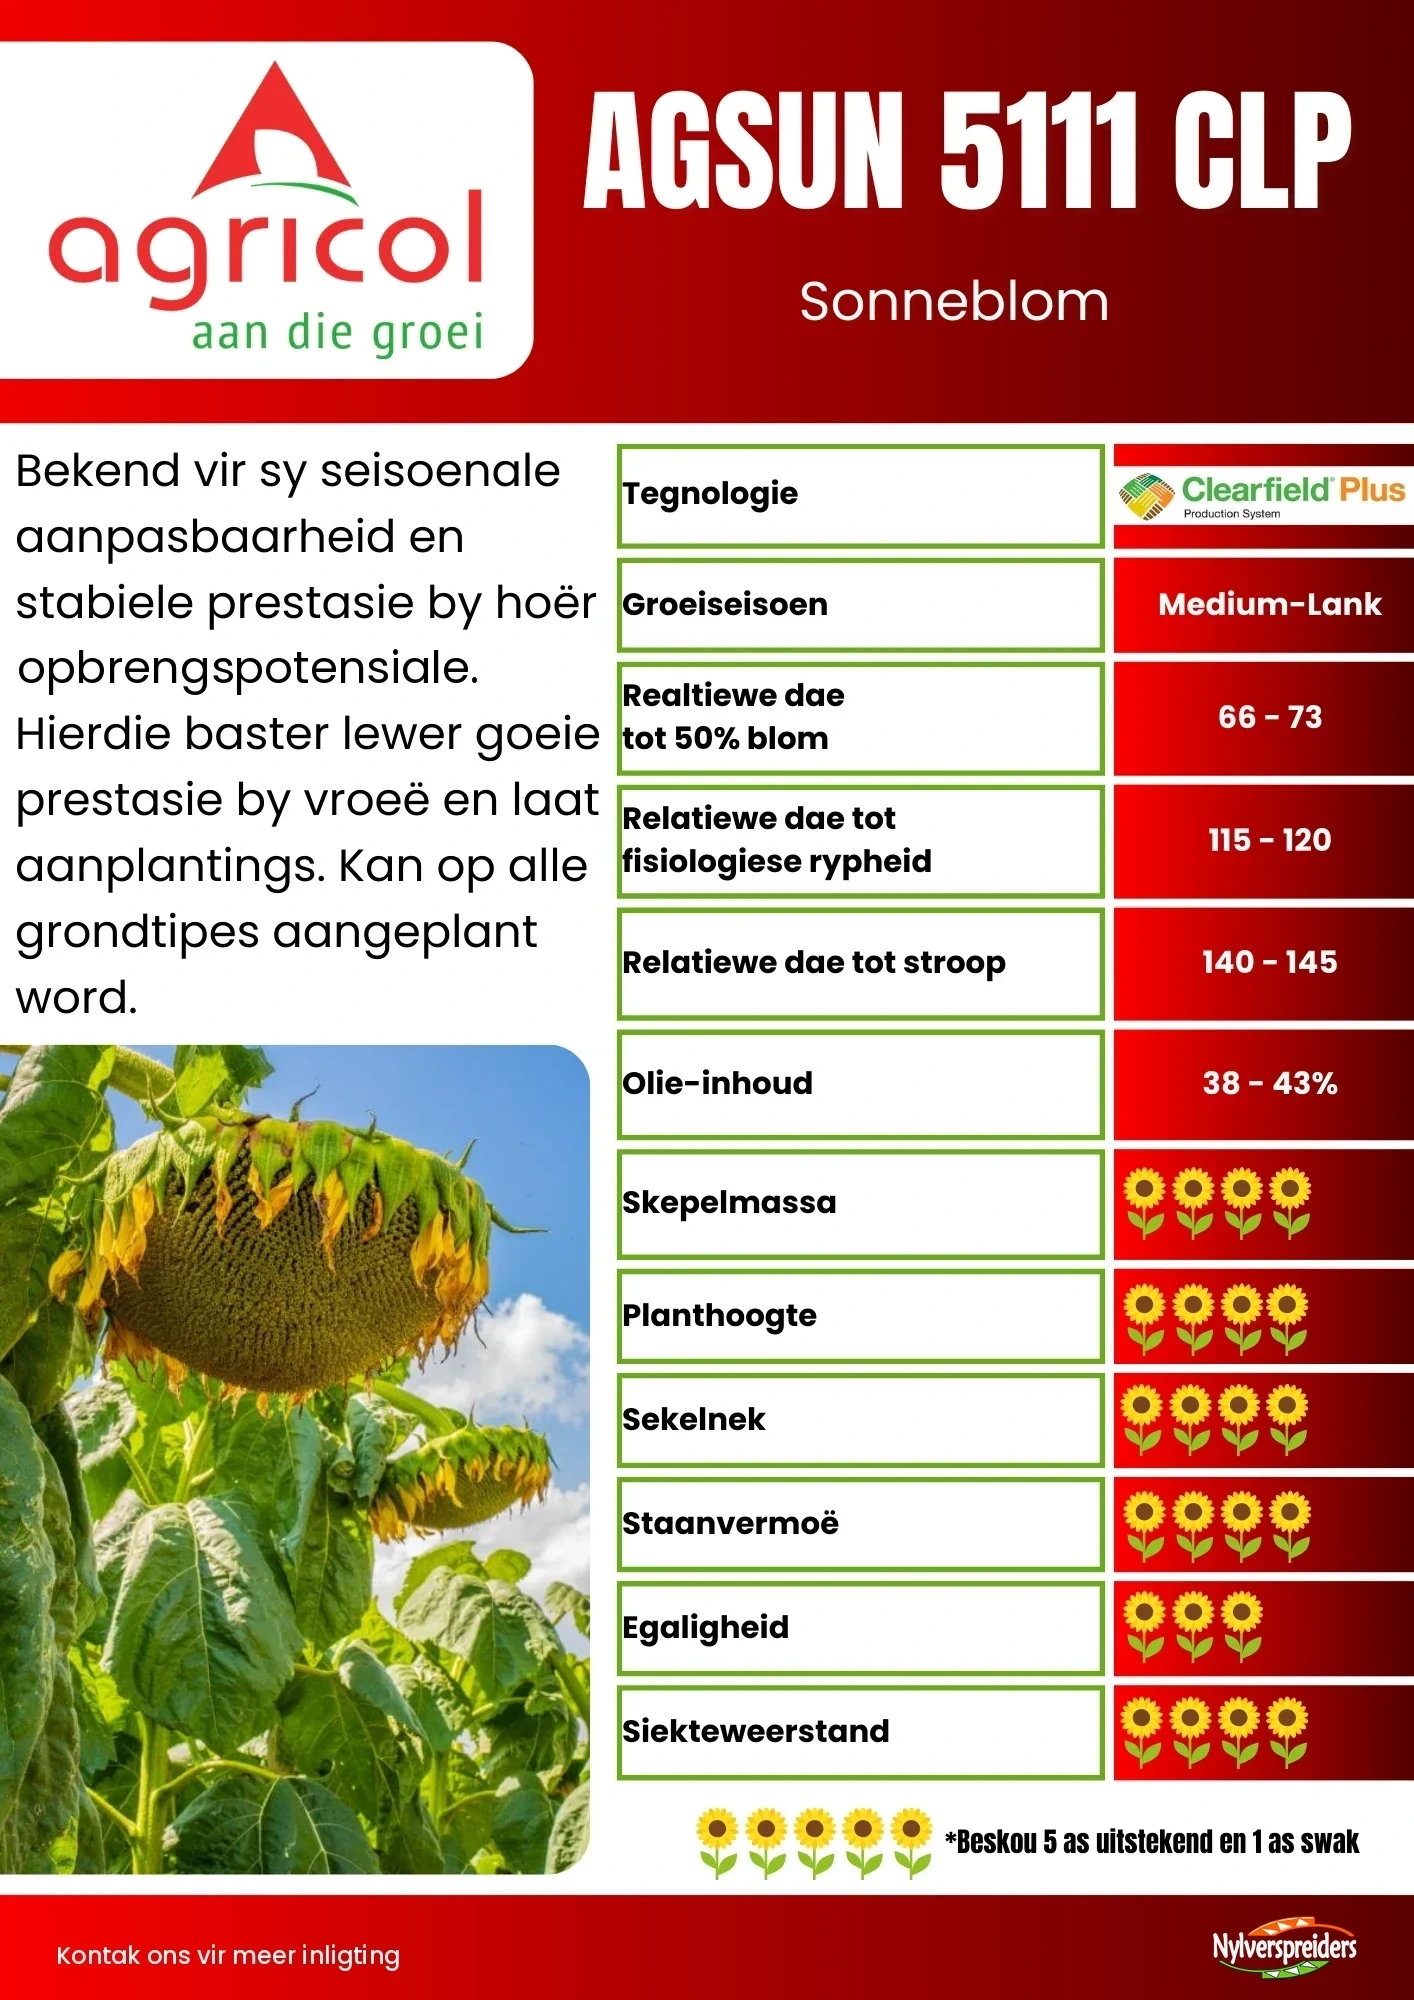 agricol
aan die groei
AGSUN 5111 CLP
Sonneblom
Bekend vir sy seisoenale
aanpasbaarheid en
stabiele prestasie by hoër
opbrengspotensiale.
Hierdie baster lewer goeie
prestasie by vroeë en laat
aanplantings. Kan op alle
grondtipes aangeplant
word.
Tegnologie
Clearfield® Plus
Production System
Groeiseisoen
Medium-Lank
Realtiewe dae
tot 50% blom
66 - 73
Relatiewe dae tot
fisiologiese rypheid
115 - 120
Relatiewe dae tot stroop
140 - 145
Olie-inhoud
38 - 43%
Skepelmassa
Planthoogte
Sekelnek
Staanvermoë
Egaligheid
Siekteweerstand
*Beskou 5 as uitstekend en 1 as swak
Kontak ons vir meer inligting
Nylverspreiders